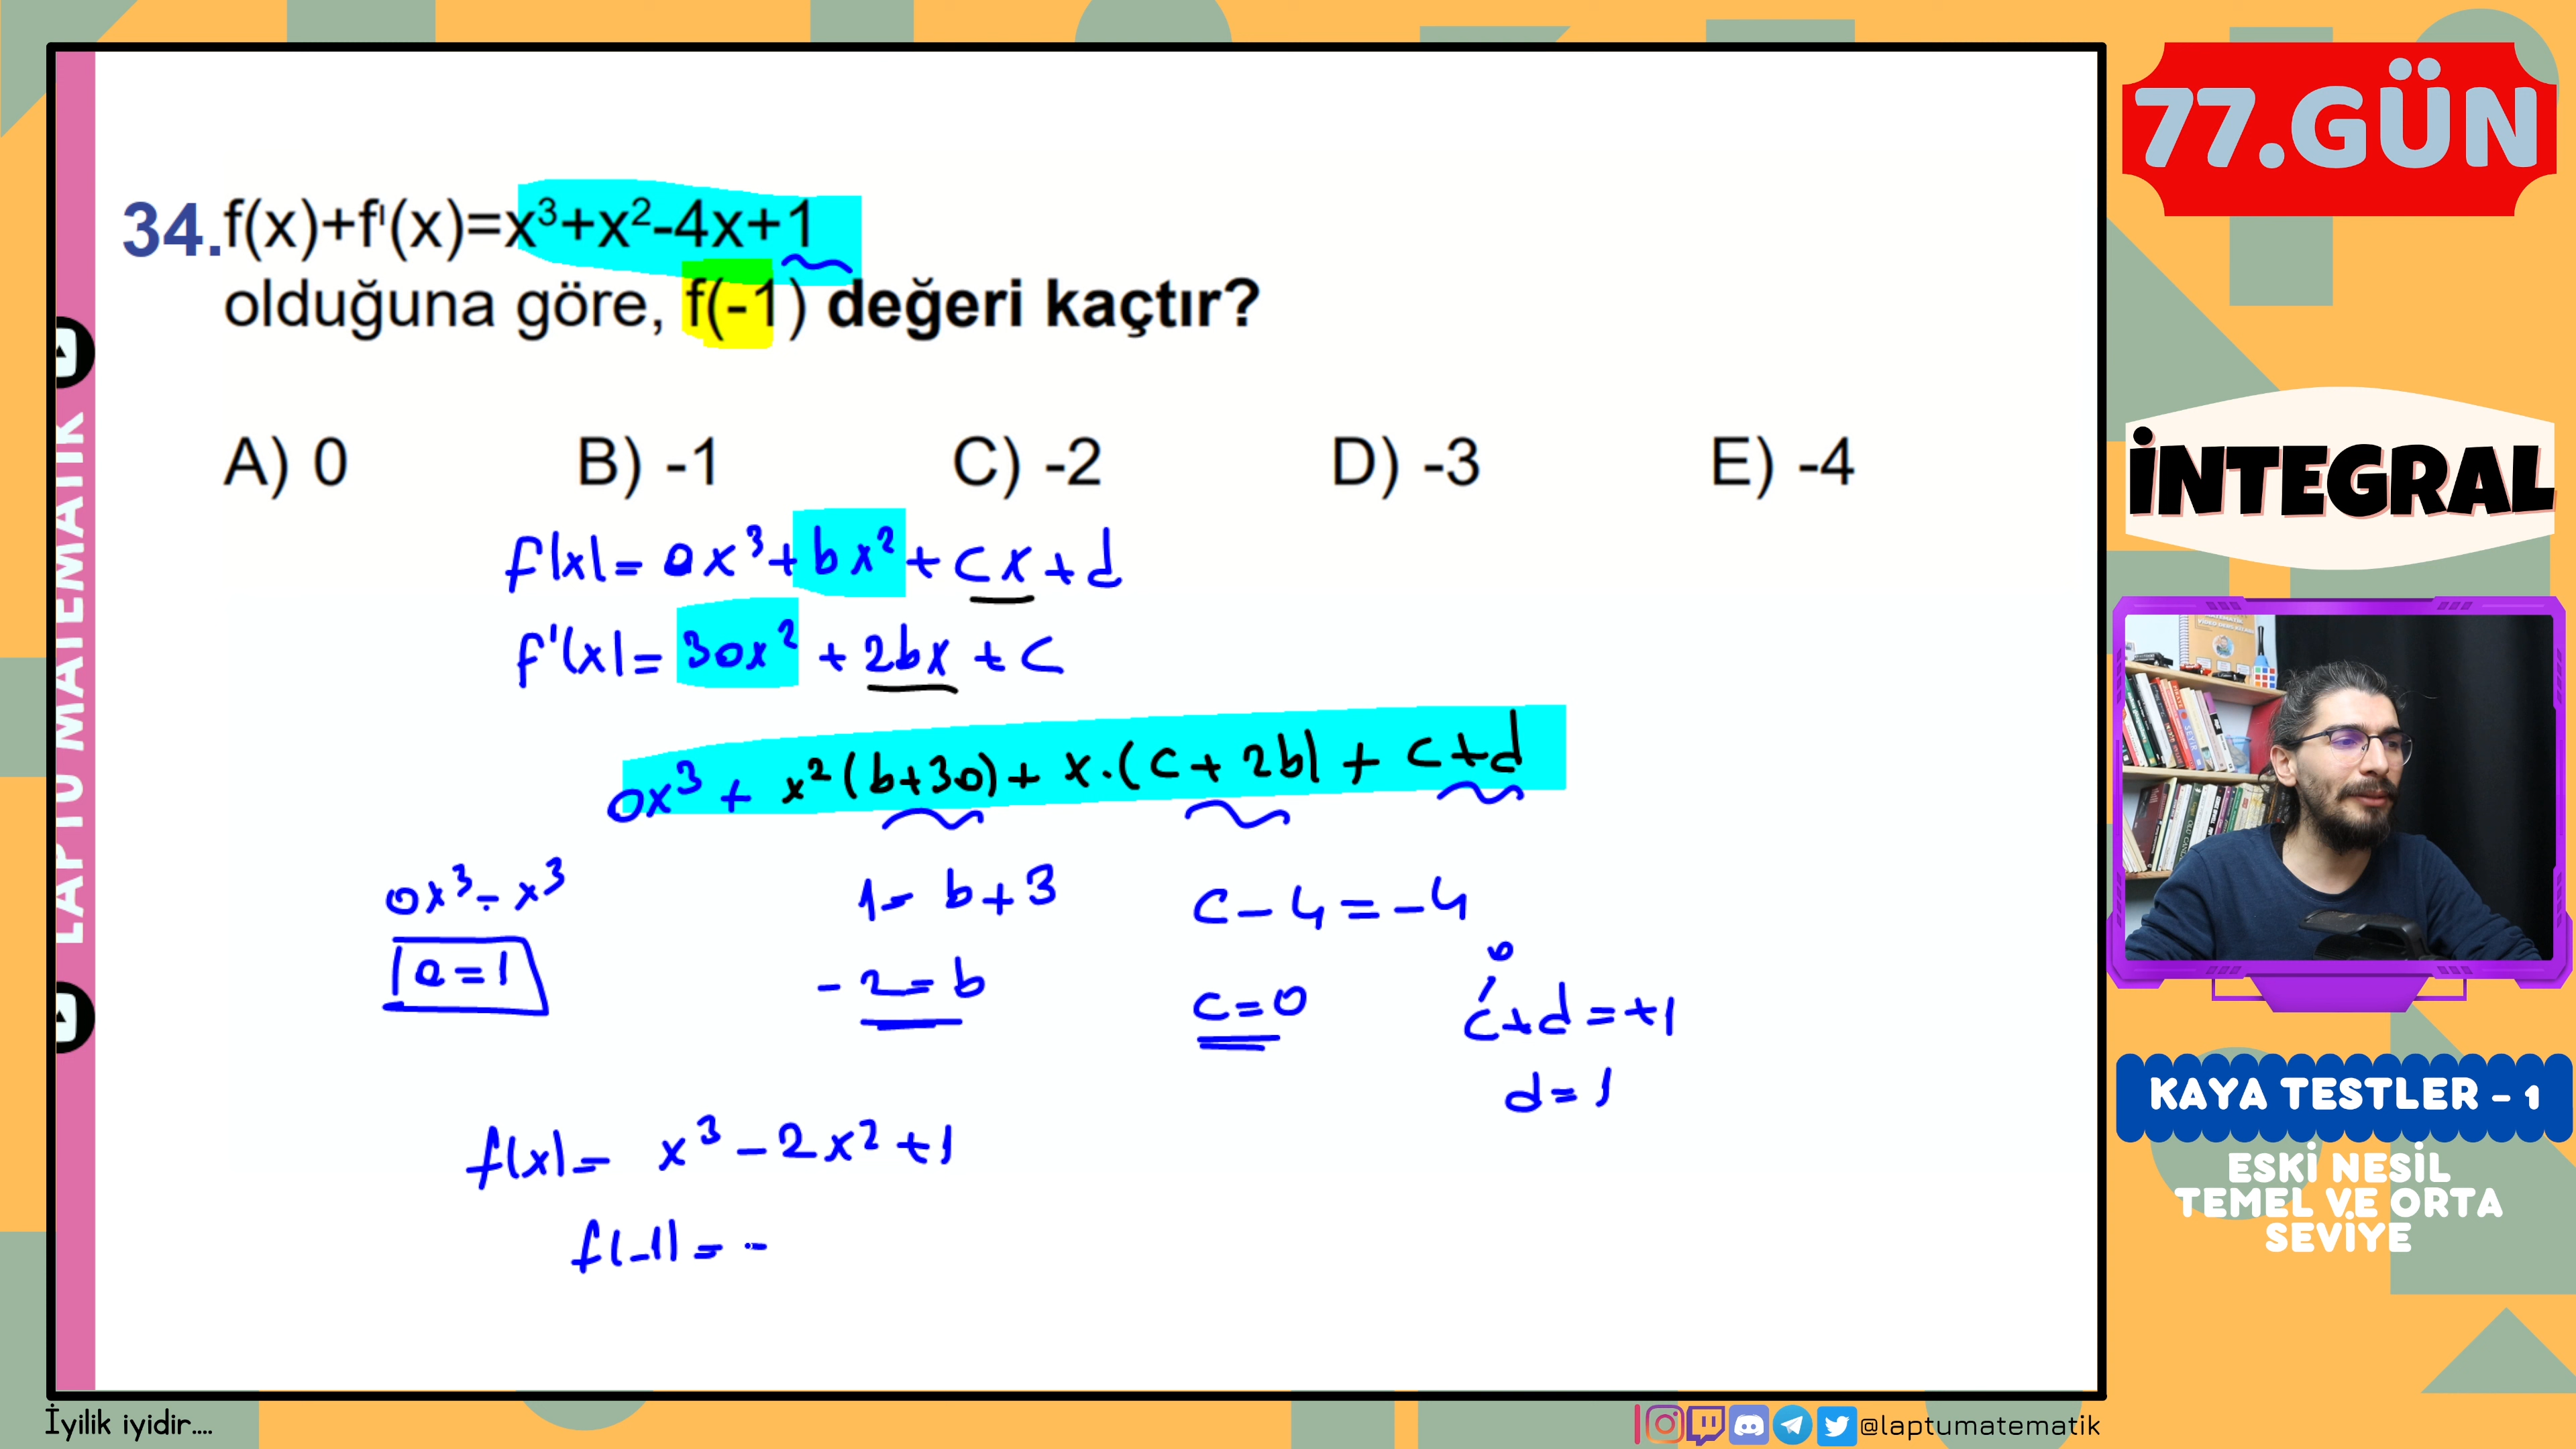 77.GÜN
34. f(x)+f'(x)=x³+x²-4x+1
olduğuna göre, f(-1) değeri kaçtır?
A) 0 B) -1 C) -2 D) -3 E) -4
f(x) = ax³ + bx² + cx + d
f'(x) = 3ax² + 2bx + c
ax³ + x²(b+3a) + x.(c+2b) + c+d
ax³ = x³ 1 = b+3 c-4=-4
a=1 -2=b c=0
0
c+d=+1
d=1
f(x) = x³ - 2x² + 1
f(-1) = -
LAPTU MATEMATİK
İNTEGRAL
KAYA TESTLER - 1
ESKİ NESİL
TEMEL VE ORTA
SEVİYE
İyilik iyidir....
@laptumatematik